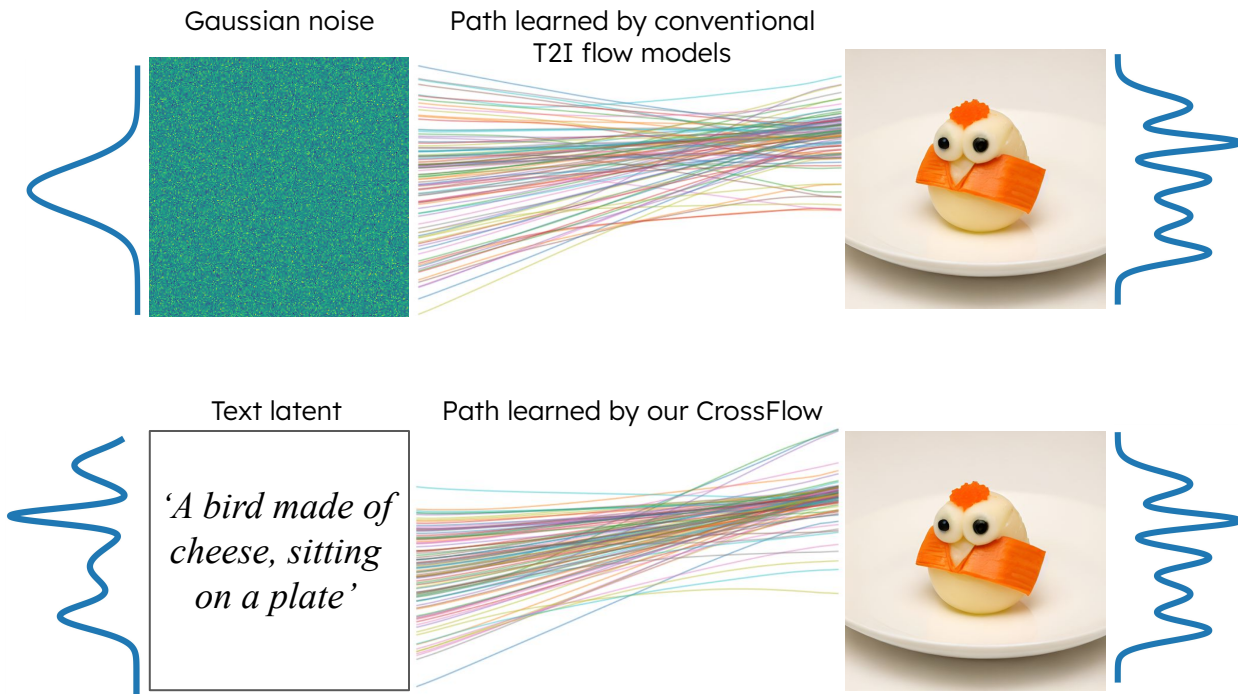 Gaussian noise
Path learned by conventional
T2I flow models
Text latent
Path learned by our CrossFlow
‘A bird made of
cheese, sitting
on a plate’